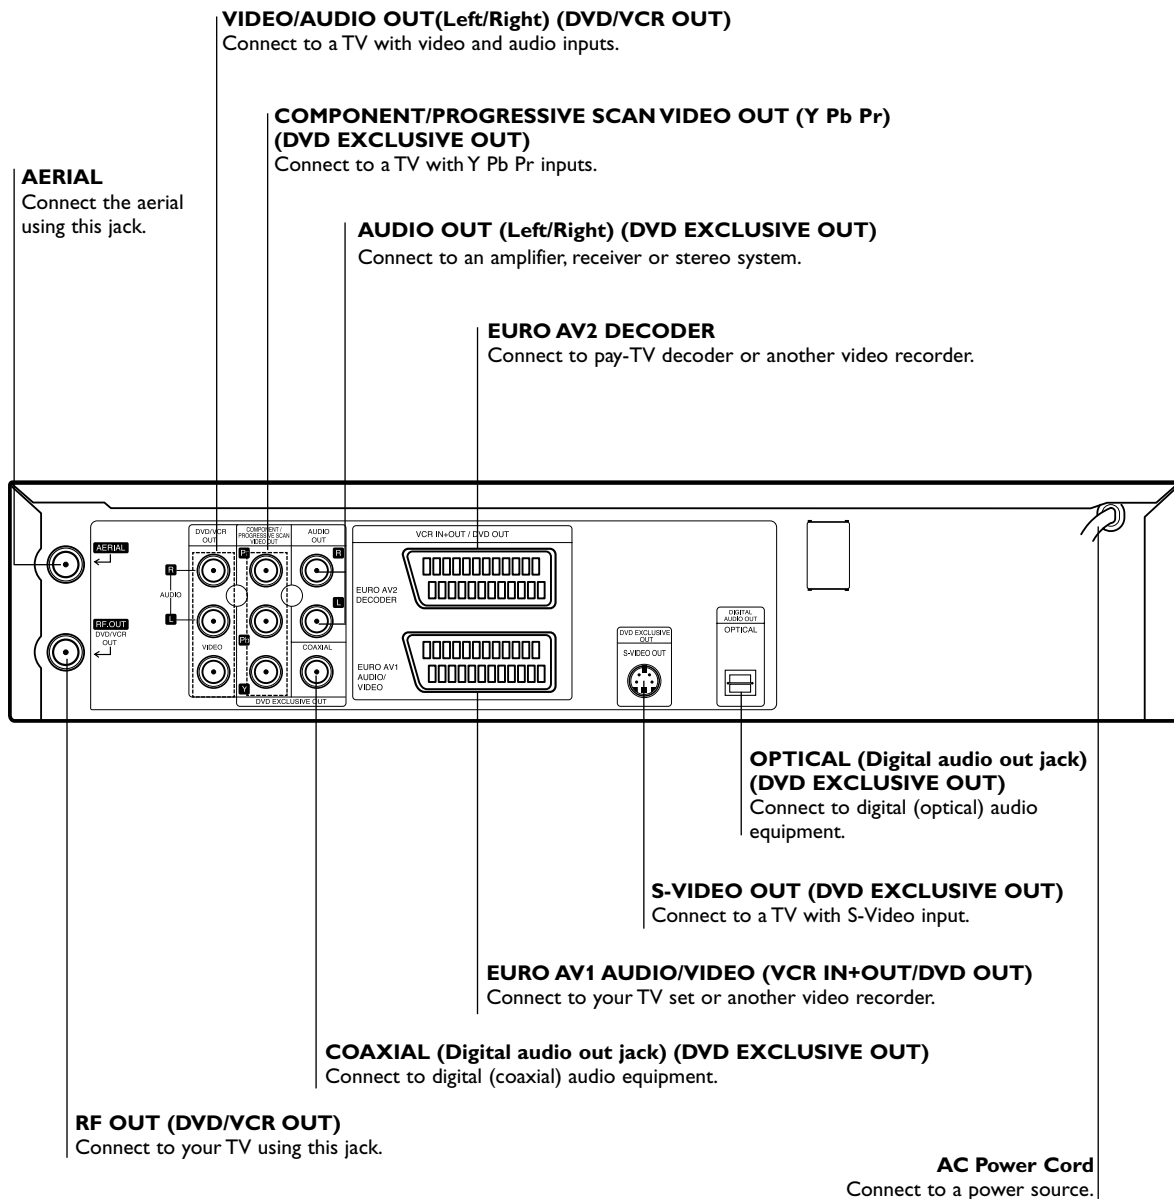 VIDEO/AUDIO OUT(Left/Right) (DVD/VCR OUT)
Connect to a TV with video and audio inputs.
COMPONENT/PROGRESSIVE SCAN VIDEO OUT (Y Pb Pr)
(DVD EXCLUSIVE OUT)
Connect to a TV with Y Pb Pr inputs.
AERIAL
Connect the aerial
using this jack.
AUDIO OUT (Left/Right) (DVD EXCLUSIVE OUT)
Connect to an amplifier, receiver or stereo system.
EURO AV2 DECODER
Connect to pay-TV decoder or another video recorder.
AERIAL
RF.OUT
DVD/VCR
OUT
DVD/VCR
OUT
R
AUDIO
L
VIDEO
COMPONENT /
PROGRESSIVE SCAN
VIDEO OUT
Pr
Pb
Y
AUDIO
OUT
R
L
COAXIAL
DVD EXCLUSIVE OUT
VCR IN+OUT / DVD OUT
EURO AV2
DECODER
EURO AV1
AUDIO/
VIDEO
DVD EXCLUSIVE
OUT
S-VIDEO OUT
DIGITAL
AUDIO OUT
OPTICAL
OPTICAL (Digital audio out jack)
(DVD EXCLUSIVE OUT)
Connect to digital (optical) audio
equipment.
S-VIDEO OUT (DVD EXCLUSIVE OUT)
Connect to a TV with S-Video input.
EURO AV1 AUDIO/VIDEO (VCR IN+OUT/DVD OUT)
Connect to your TV set or another video recorder.
COAXIAL (Digital audio out jack) (DVD EXCLUSIVE OUT)
Connect to digital (coaxial) audio equipment.
RF OUT (DVD/VCR OUT)
Connect to your TV using this jack.
AC Power Cord
Connect to a power source.